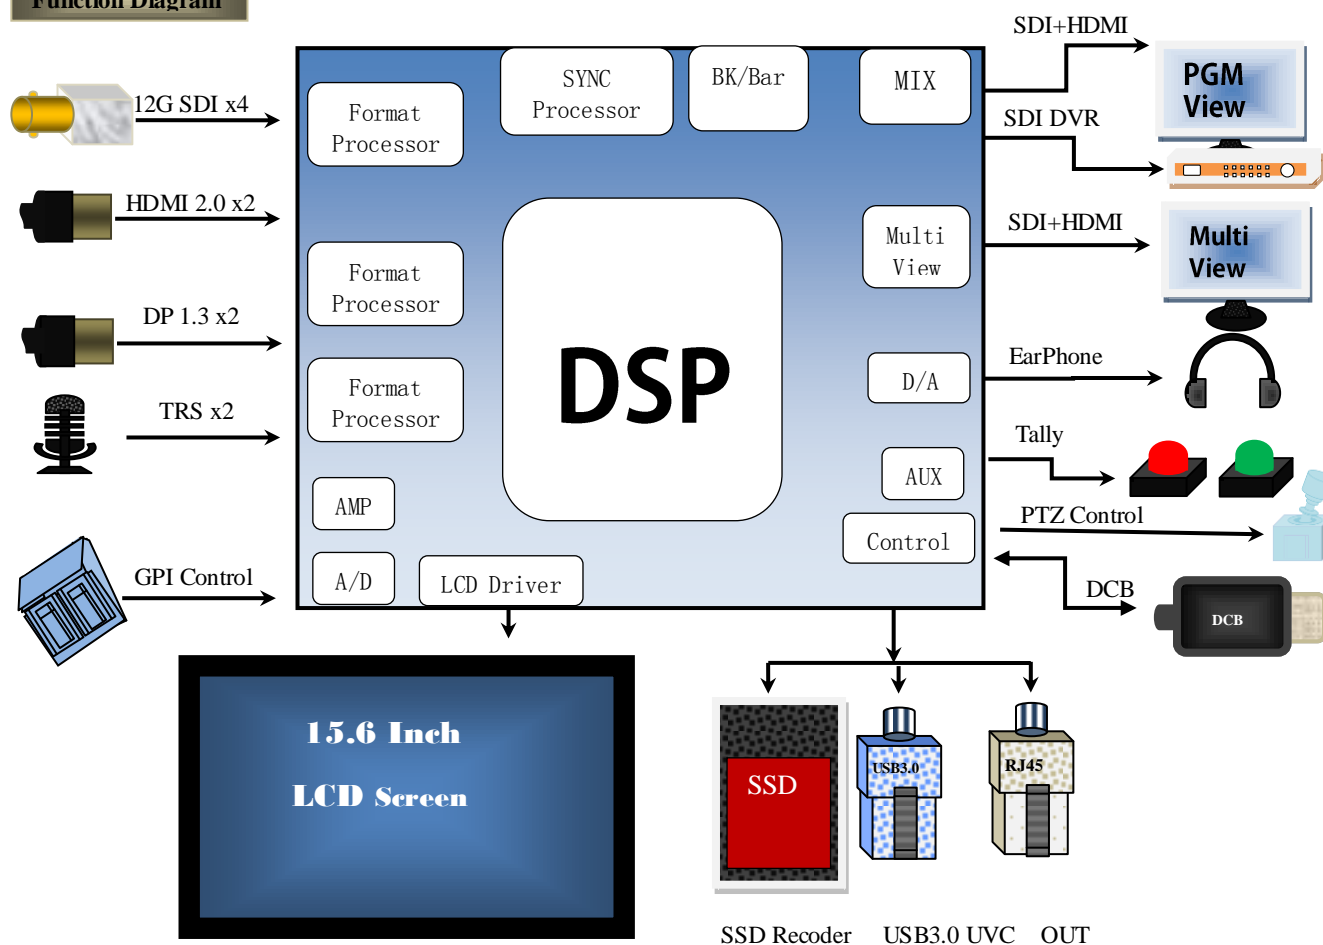 Function Diagram
SDI+HDMI
12G SDI x4
Format
Processor
SYNC
Processor
BK/Bar
MIX
PGM
View
SDI DVR
HDMI 2.0 x2
Format
Processor
Multi
View
SDI+HDMI
Multi
View
DP 1.3 x2
DSP
D/A
EarPhone
TRS x2
Format
Processor
Tally
AUX
AMP
Control
PTZ Control
GPI Control
A/D
LCD Driver
DCB
DCB
15.6 Inch
LCD Screen
SSD
USB3.0
RJ45
SSD Recoder
USB3.0 UVC
OUT